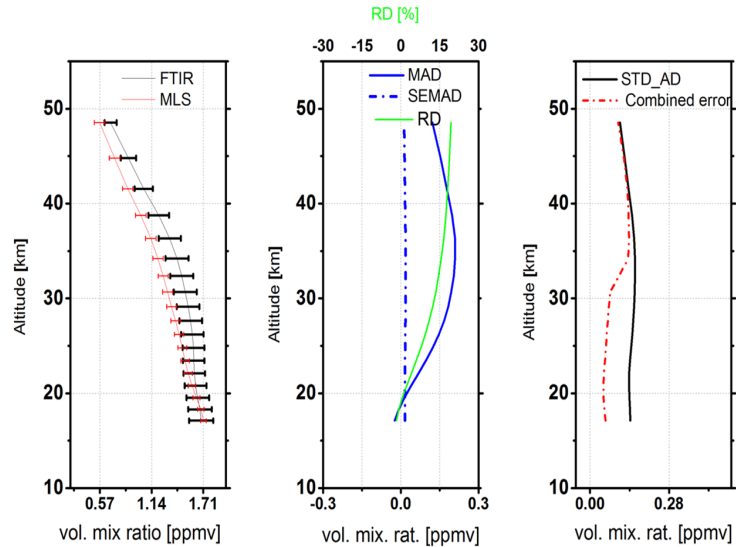 RD [%]
-30 -15 0 15 30
FTIR
MLS
MAD
SEMAD
RD
STD_AD
Combined error
50
40
30
20
10
Altitude [km]
0.57 1.14 1.71
vol. mix ratio [ppmv]
50
40
30
20
10
Altitude [km]
-0.3 0.0 0.3
vol. mix. rat. [ppmv]
50
40
30
20
10
Altitude [km]
0.00 0.28
vol. mix. rat. [ppmv]